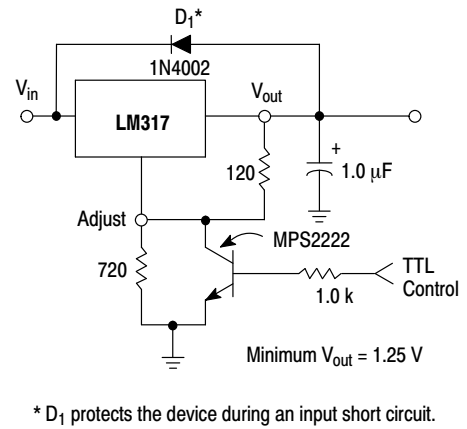 D1*
1N4002
Vin
Vout
LM317
+
120
1.0 μF
Adjust
MPS2222
720
TTL
Control
1.0 k
Minimum Vout = 1.25 V
* D1 protects the device during an input short circuit.